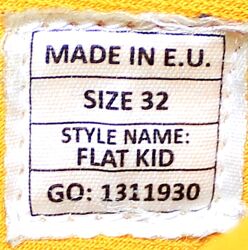 MADE IN E.U.
SIZE 32
STYLE NAME:
FLAT KID
GO: 1311930